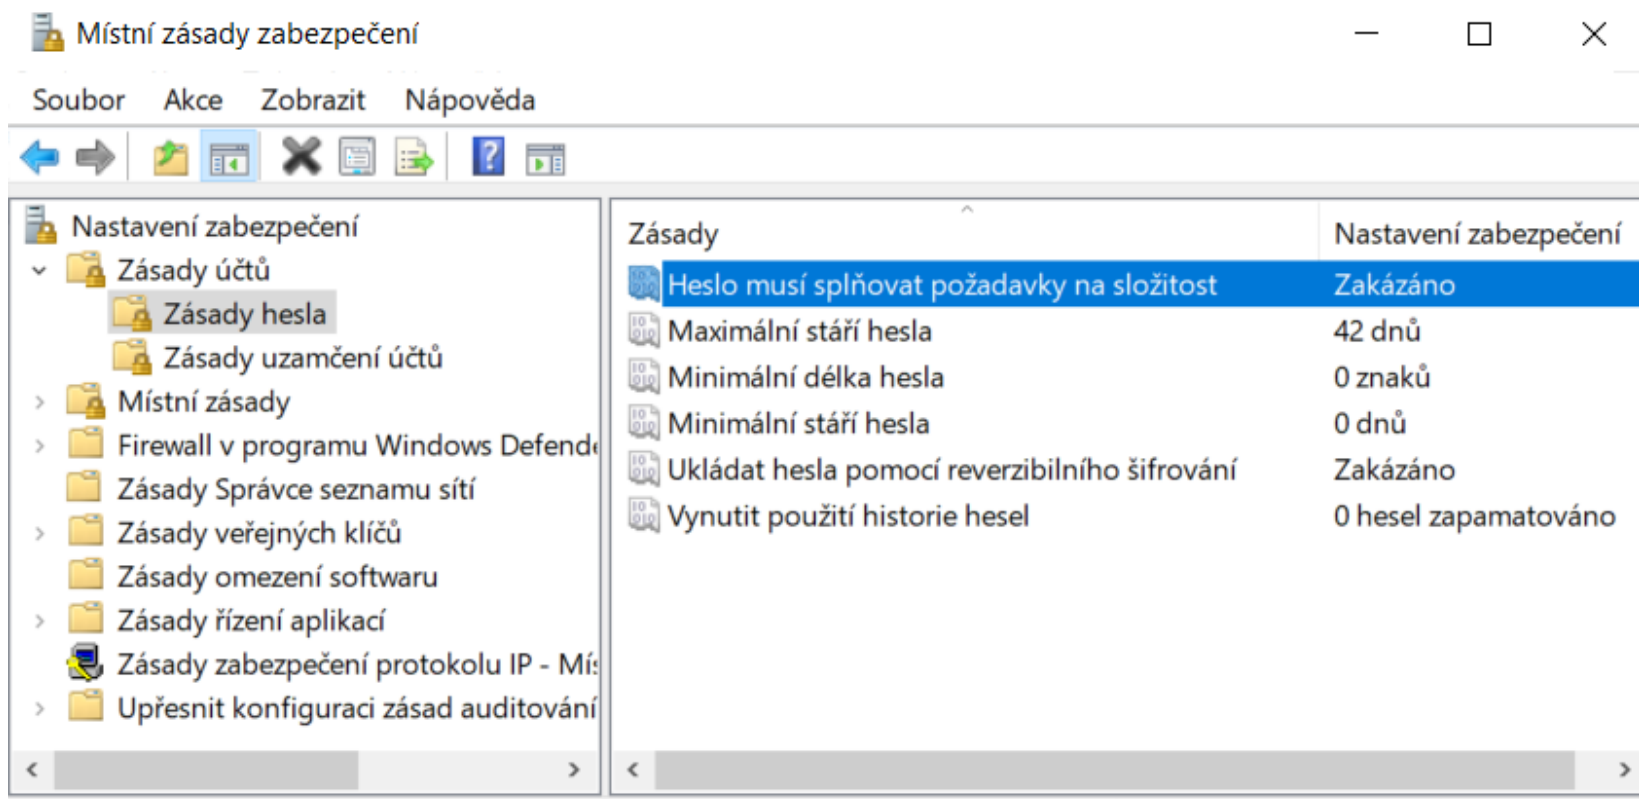 Místní zásady zabezpečení
Soubor Akce Zobrazit Nápověda
Nastavení zabezpečení
Zásady účtů
Zásady hesla
Zásady uzamčení účtů
Místní zásady
Firewall v programu Windows Defende
Zásady Správce seznamu sítí
Zásady veřejných klíčů
Zásady omezení softwaru
Zásady řízení aplikací
Zásady zabezpečení protokolu IP - Mís
Upřesnit konfiguraci zásad auditování
Zásady Nastavení zabezpečení
Heslo musí splňovat požadavky na složitost Zakázáno
Maximální stáří hesla 42 dnů
Minimální délka hesla 0 znaků
Minimální stáří hesla 0 dnů
Ukládat hesla pomocí reverzibilního šifrování Zakázáno
Vynutit použití historie hesel 0 hesel zapamatováno